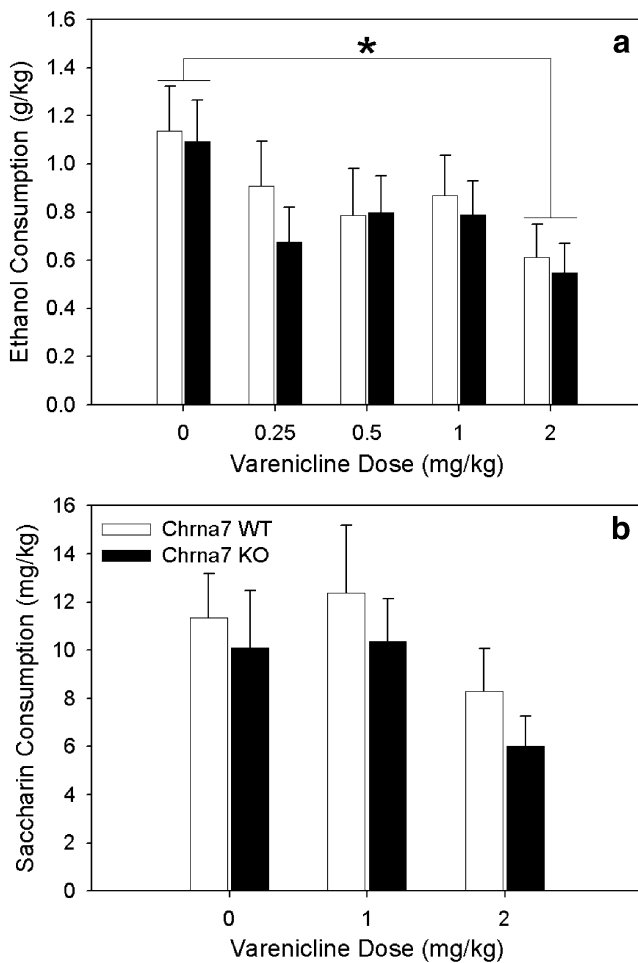 a
*
1.6
1.4
1.2
1.0
0.8
0.6
0.4
0.2
0.0
Ethanol Consumption (g/kg)
0 0.25 0.5 1 2
Varenicline Dose (mg/kg)
b
Chrna7 WT
Chrna7 KO
16
14
12
10
8
6
4
2
0
Saccharin Consumption (mg/kg)
0 1 2
Varenicline Dose (mg/kg)